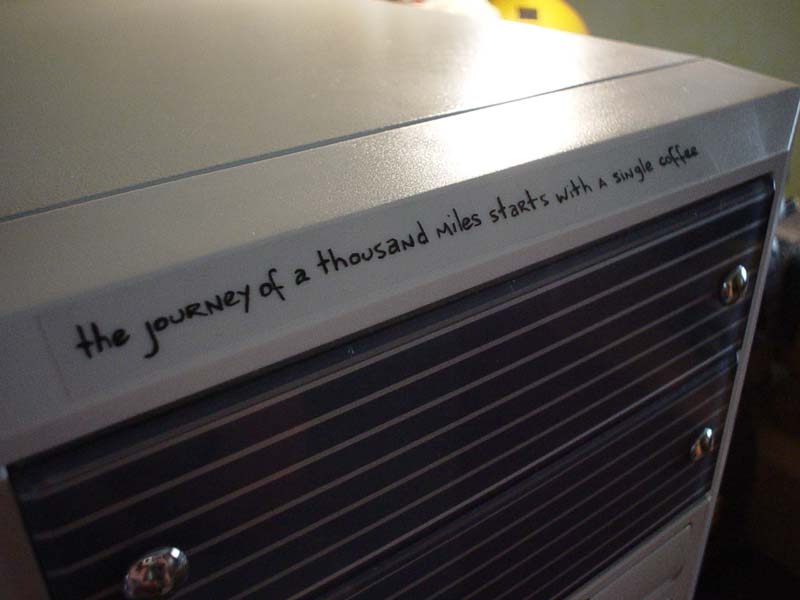 the journey of a thousand miles starts with a single coffee